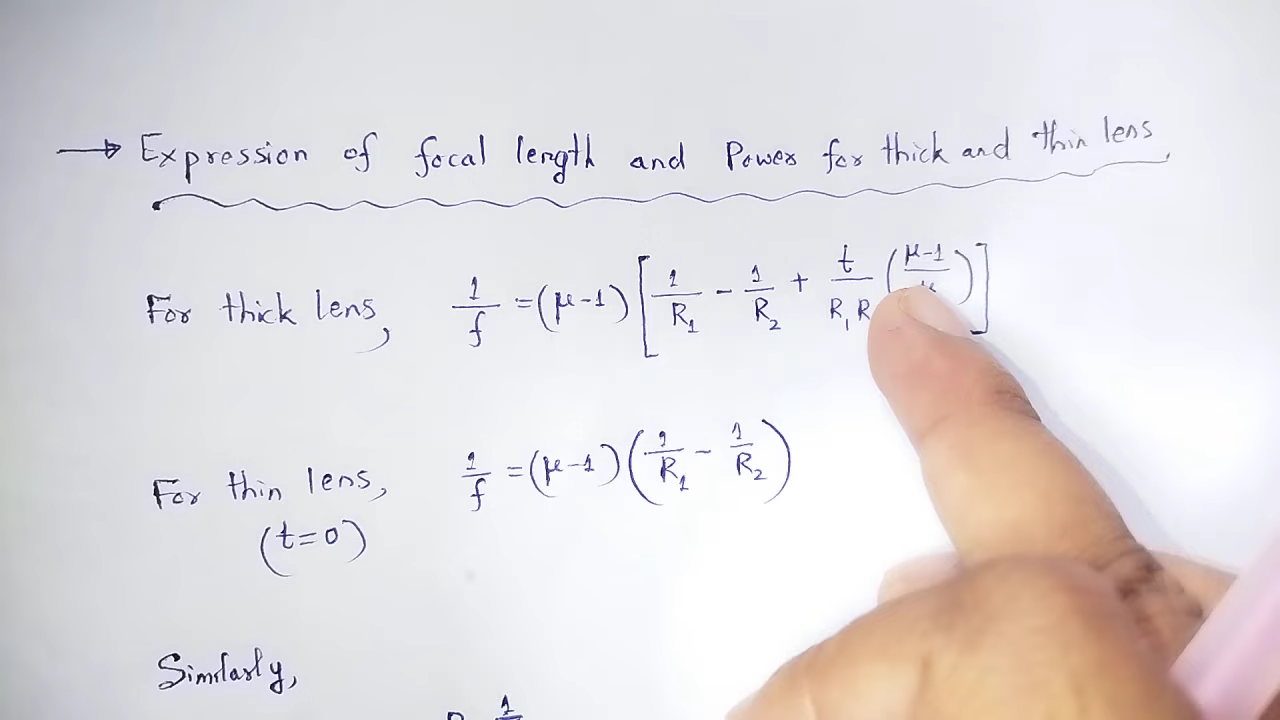 → Expression of focal length and Power for thick and thin lens
For thick lens, 1/f = (μ-1) [1/R₁ - 1/R₂ + t/R₁R (μ-1/μ)]
For thin lens, 1/f = (μ-1) (1/R₁ - 1/R₂)
(t=0)
Similarly,